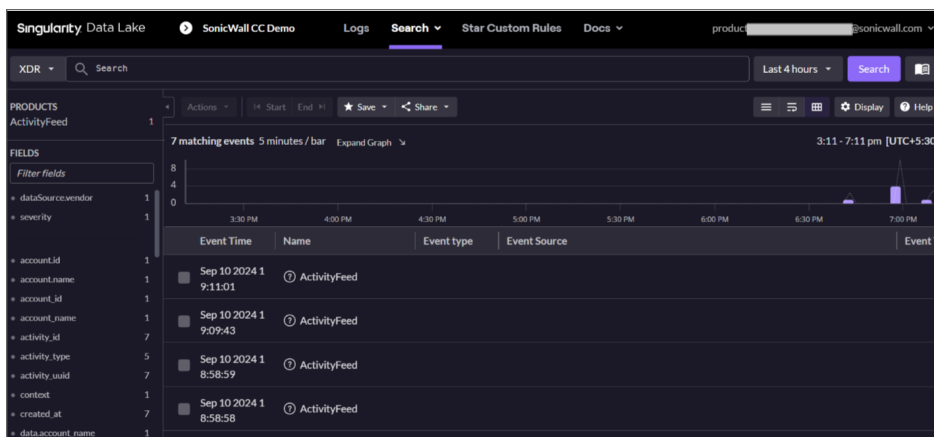 Singularity Data Lake
SonicWall CC Demo
Logs
Search
Star Custom Rules
Docs
product
@sonicwall.com
XDR
Search
Last 4 hours
Search
PRODUCTS
ActivityFeed 1
Actions
Start
End
Save
Share
Display
Help
7 matching events 5 minutes / bar Expand Graph
3:11 - 7:11 pm [UTC+5:30
FIELDS
Filter fields
8
4
0
3:30 PM 4:00 PM 4:30 PM 5:00 PM 5:30 PM 6:00 PM 6:30 PM 7:00 PM
dataSource.vendor 1
severity 1
account.id 1
account.name 1
account_id 1
account_name 1
activity_id 7
activity_type 5
activity_uuid 7
context 1
created_at 7
data.account_name 1
Event Time Name Event type Event Source Event
Sep 10 2024 1
9:11:01
ActivityFeed
Sep 10 2024 1
9:09:43
ActivityFeed
Sep 10 2024 1
8:58:59
ActivityFeed
Sep 10 2024 1
8:58:58
ActivityFeed